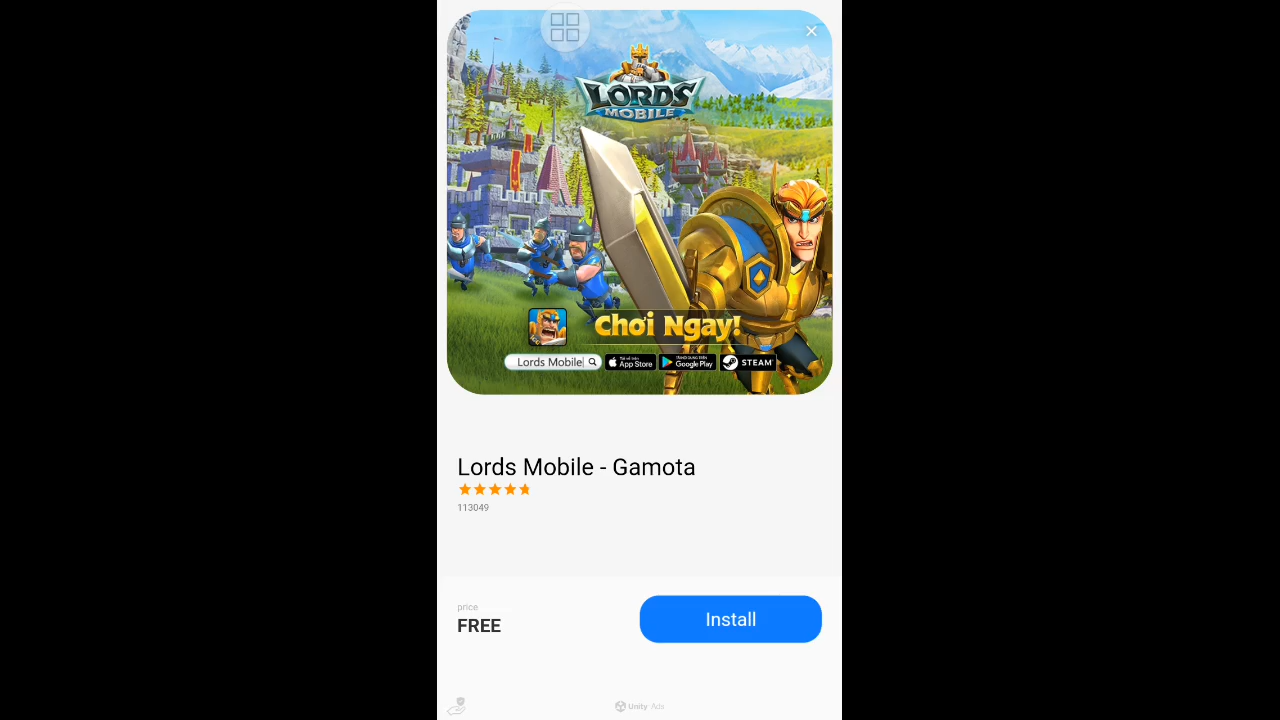 LORDS
MOBILE
Chơi Ngay!
Lords Mobile
App Store
Google Play
STEAM
Lords Mobile - Gamota
113049
price
FREE
Install
Unity Ads